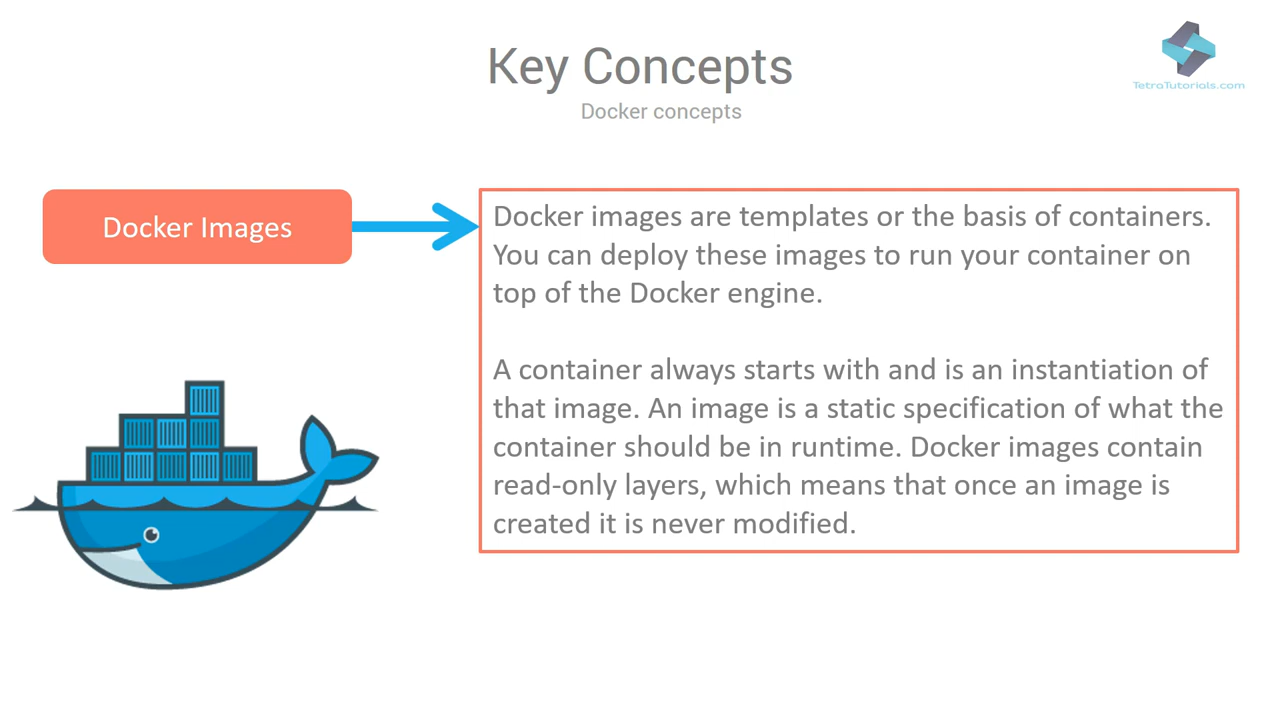 Key Concepts
TetraTutorials.com
Docker concepts
Docker Images
Docker images are templates or the basis of containers.
You can deploy these images to run your container on
top of the Docker engine.
A container always starts with and is an instantiation of
that image. An image is a static specification of what the
container should be in runtime. Docker images contain
read-only layers, which means that once an image is
created it is never modified.